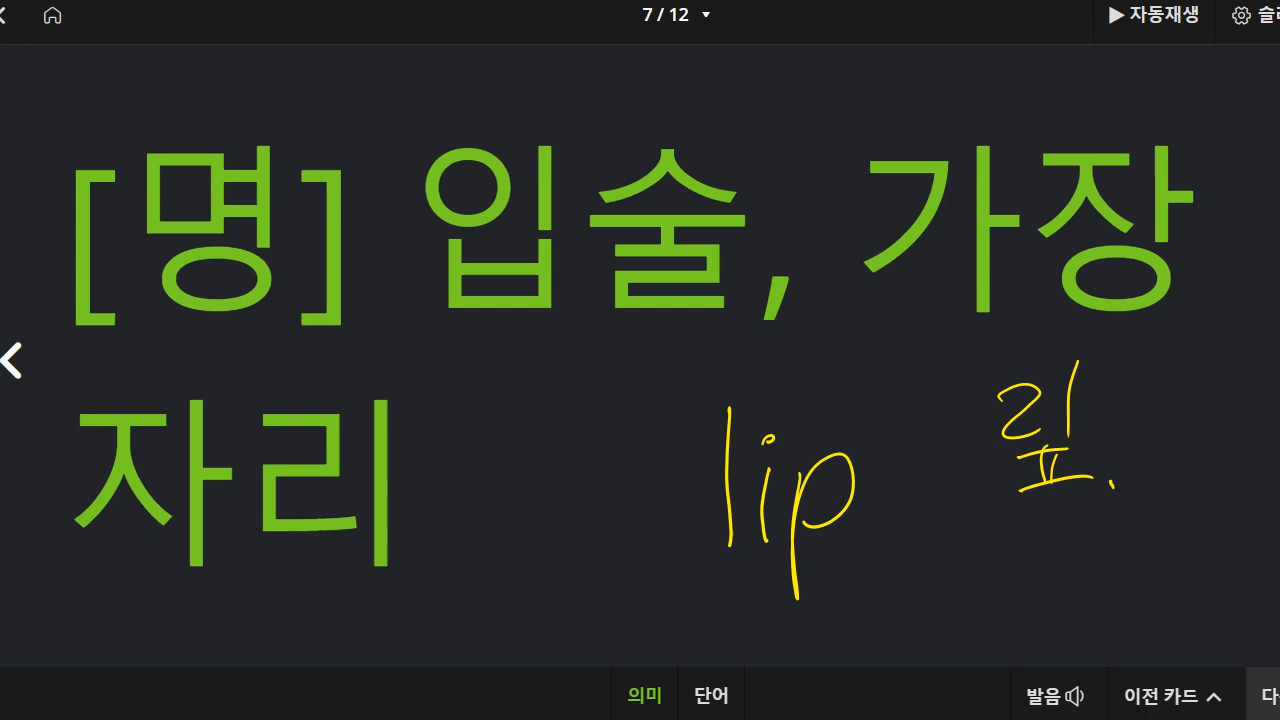 7 / 12
자동재생
[명] 입술, 가장
자리
lip
맆.
의미
단어
발음
이전 카드